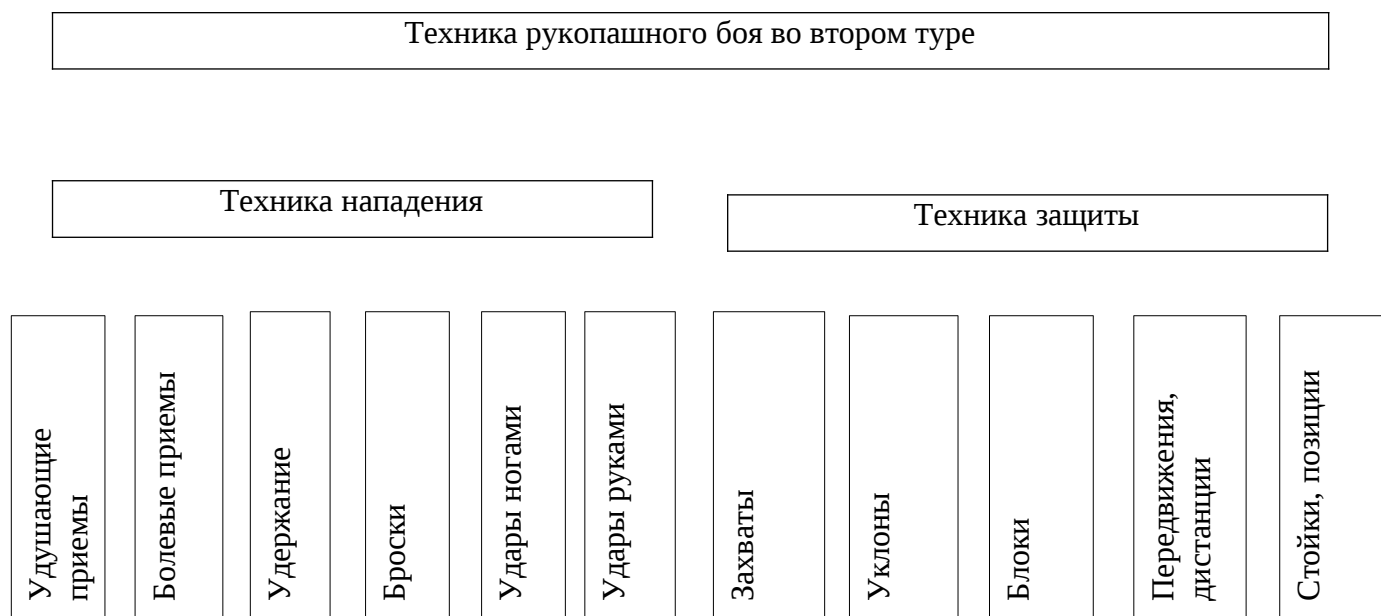 Техника рукопашного боя во втором туре
Техника нападения
Техника защиты
Удушающие
приемы
Болевые приемы
Удержание
Броски
Удары ногами
Удары руками
Захваты
Уклоны
Блоки
Передвижения,
дистанции
Стойки, позиции